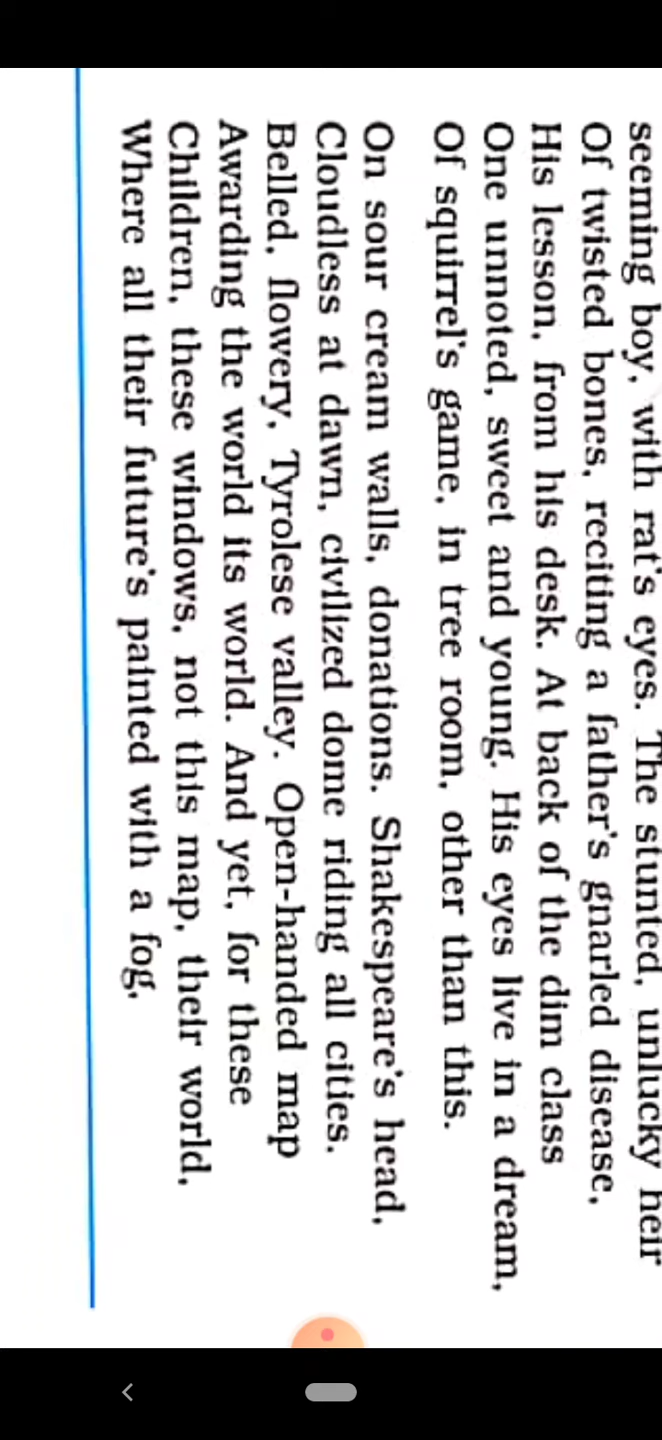 seeming boy, with rat's eyes. The stunted, unlucky heir
Of twisted bones, reciting a father's gnarled disease,
His lesson, from his desk. At back of the dim class
One unnoted, sweet and young. His eyes live in a dream,
Of squirrel's game, in tree room, other than this.
On sour cream walls, donations. Shakespeare's head,
Cloudless at dawn, civilized dome riding all cities.
Belled, flowery, Tyrolese valley. Open-handed map
Awarding the world its world. And yet, for these
Children, these windows, not this map, their world,
Where all their future's painted with a fog,